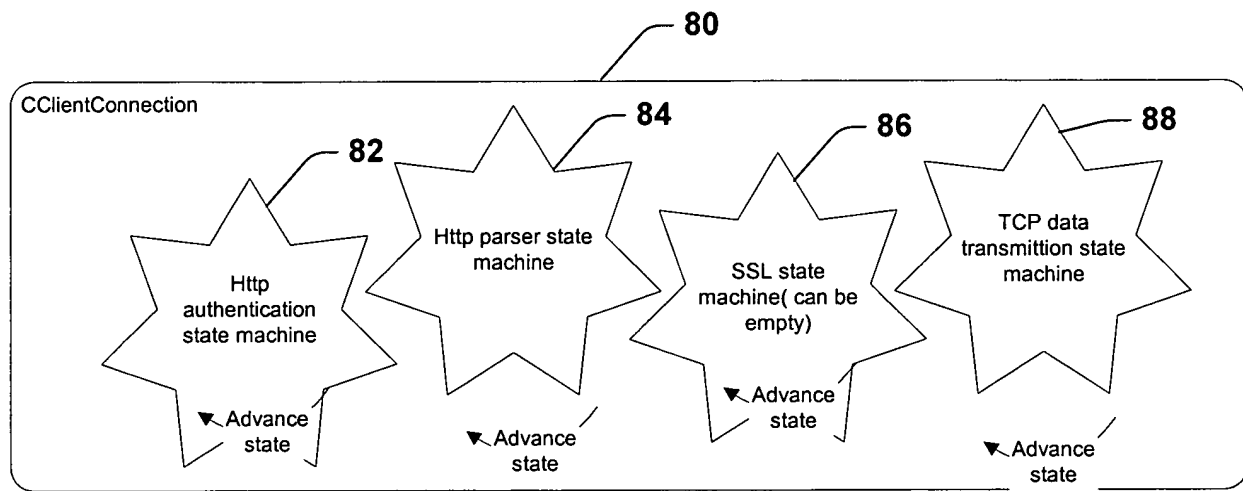 80
CClientConnection
82
84
86
88
Http
authentication
state machine
Http parser state
machine
SSL state
machine( can be
empty)
TCP data
transmittion state
machine
Advance
state
Advance
state
Advance
state
Advance
state